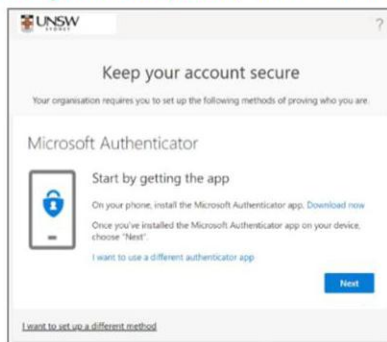 UNSW
SYDNEY
?
Keep your account secure
Your organisation requires you to set up the following methods of proving who you are.
Microsoft Authenticator
Start by getting the app
On your phone, install the Microsoft Authenticator app. Download now
Once you've installed the Microsoft Authenticator app on your device,
choose "Next".
I want to use a different authenticator app
Next
I want to set up a different method